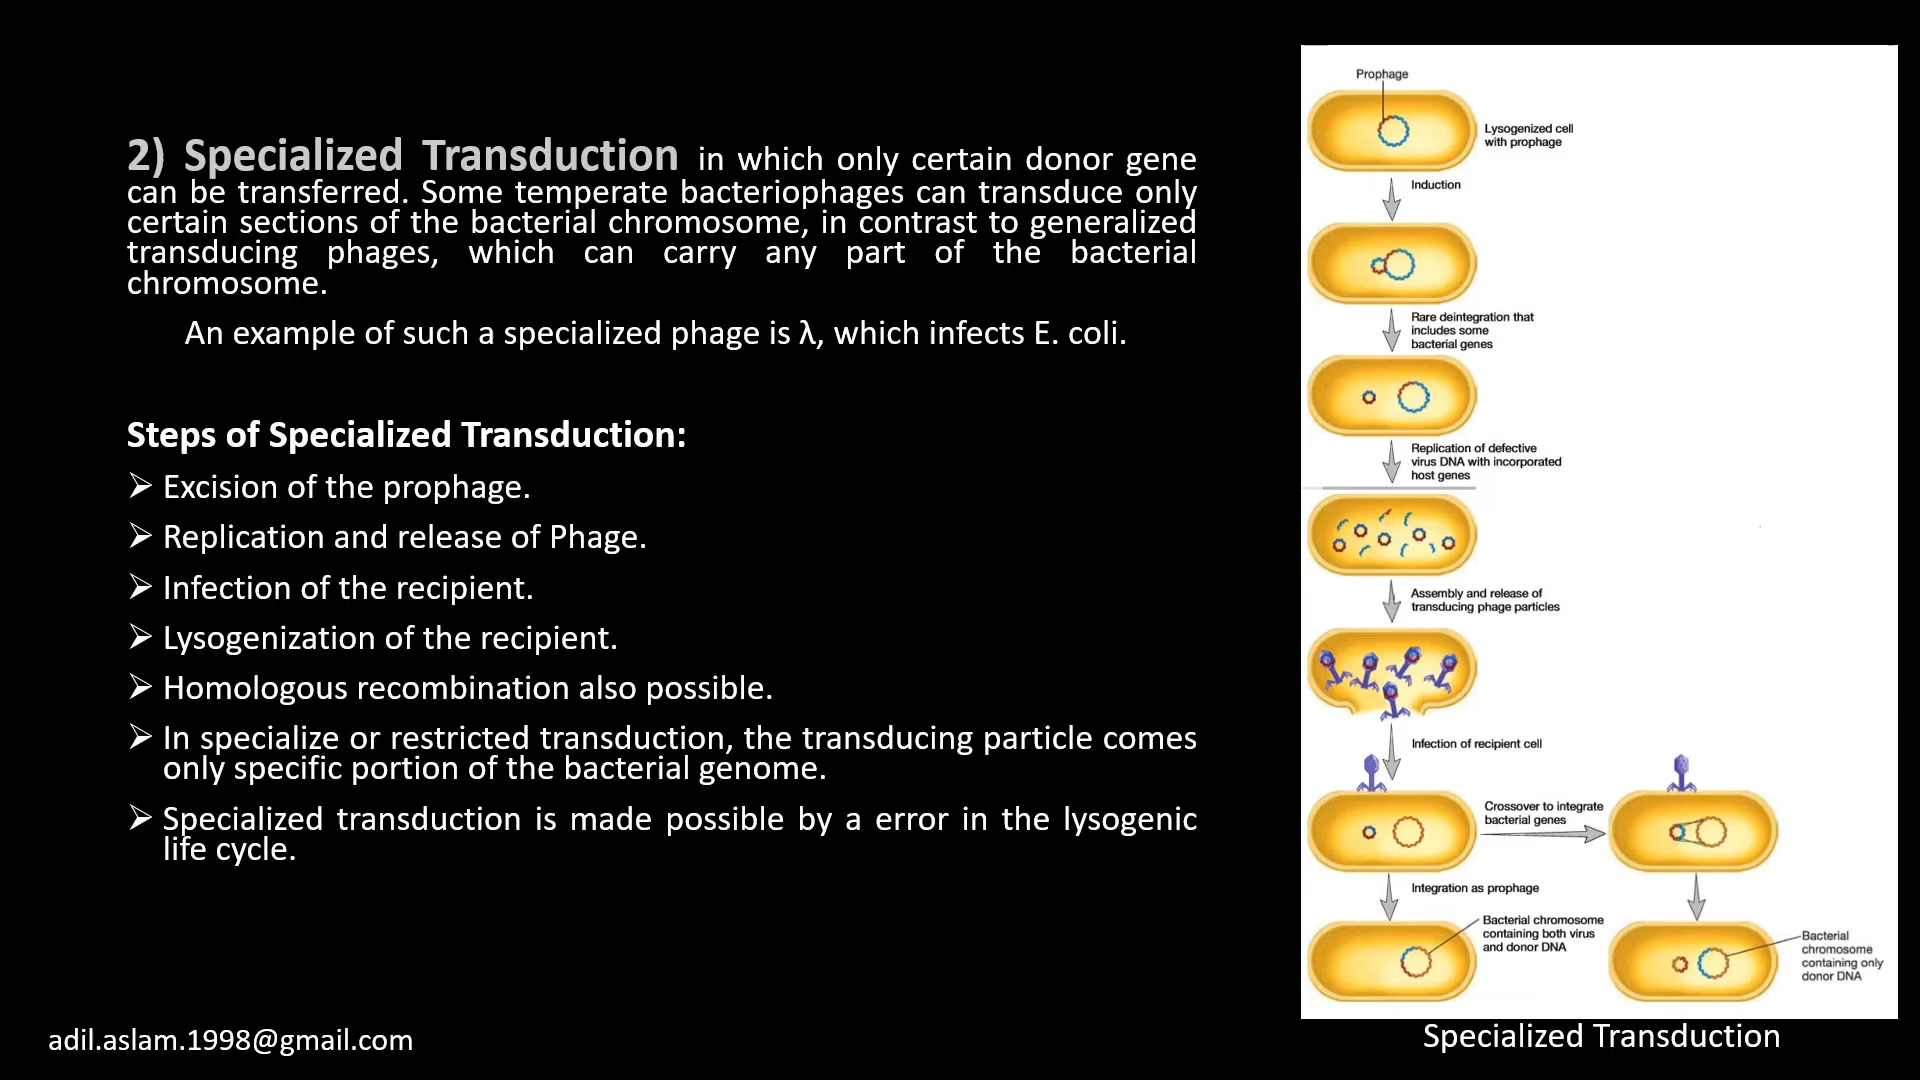 2) Specialized Transduction in which only certain donor gene
can be transferred. Some temperate bacteriophages can transduce only
certain sections of the bacterial chromosome, in contrast to generalized
transducing phages, which can carry any part of the bacterial
chromosome.
An example of such a specialized phage is λ, which infects E. coli.
Steps of Specialized Transduction:
➢ Excision of the prophage.
➢ Replication and release of Phage.
➢ Infection of the recipient.
➢ Lysogenization of the recipient.
➢ Homologous recombination also possible.
➢ In specialize or restricted transduction, the transducing particle comes
only specific portion of the bacterial genome.
➢ Specialized transduction is made possible by a error in the lysogenic
life cycle.
adil.aslam.1998@gmail.com
Prophage
Lysogenized cell
with prophage
Induction
Rare deintegration that
includes some
bacterial genes
Replication of defective
virus DNA with incorporated
host genes
Assembly and release of
transducing phage particles
Infection of recipient cell
Crossover to integrate
bacterial genes
Integration as prophage
Bacterial chromosome
containing both virus
and donor DNA
Bacterial
chromosome
containing only
donor DNA
Specialized Transduction